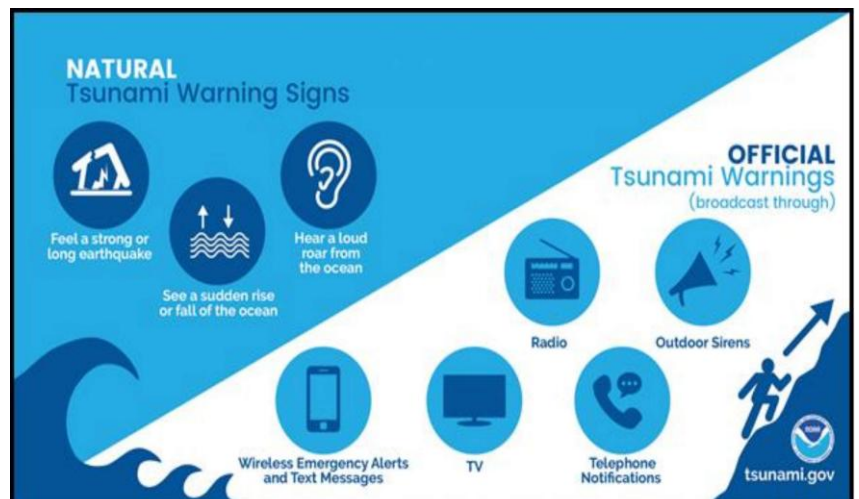 NATURAL
Tsunami Warning Signs
Feel a strong or
long earthquake
See a sudden rise
or fall of the ocean
Hear a loud
roar from
the ocean
OFFICIAL
Tsunami Warnings
(broadcast through)
Radio
Outdoor Sirens
Wireless Emergency Alerts
and Text Messages
TV
Telephone
Notifications
NOAA
tsunami.gov